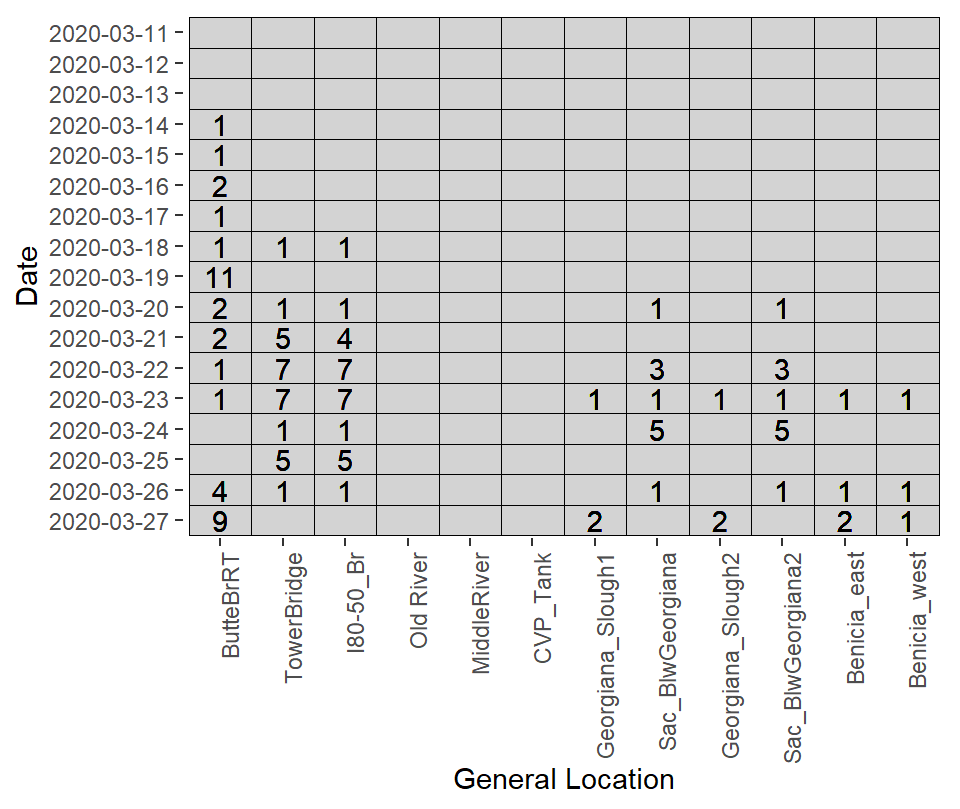 2020-03-11
2020-03-12
2020-03-13
2020-03-14 1
2020-03-15 1
2020-03-16 2
2020-03-17 1
2020-03-18 1 1 1
2020-03-19 11
2020-03-20 2 1 1 1 1
2020-03-21 2 5 4
2020-03-22 1 7 7 3 3
2020-03-23 1 7 7 1 1 1 1 1 1
2020-03-24 1 1 5 5
2020-03-25 5 5
2020-03-26 4 1 1 1 1 1 1
2020-03-27 9 2 2 2 1
Date
ButteBrRT
TowerBridge
I80-50_Br
Old River
MiddleRiver
CVP_Tank
Georgiana_Slough1
Sac_BlwGeorgiana
Georgiana_Slough2
Sac_BlwGeorgiana2
Benicia_east
Benicia_west
General Location